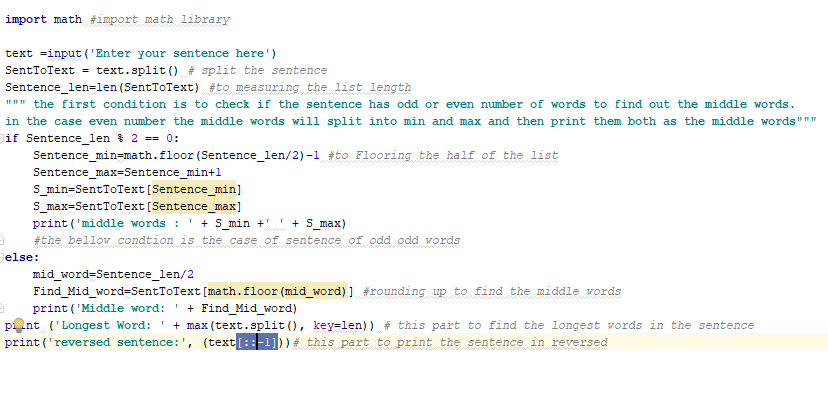 import math #import math library
text =input('Enter your sentence here')
SentToText = text.split() # split the sentence
Sentence_len=len(SentToText) #to measuring the list length
""" the first condition is to check if the sentence has odd or even number of words to find out the middle words.
in the case even number the middle words will split into min and max and then print them both as the middle words"""
if Sentence_len % 2 == 0:
    Sentence_min=math.floor(Sentence_len/2)-1 #to Flooring the half of the list
    Sentence_max=Sentence_min+1
    S_min=SentToText[Sentence_min]
    S_max=SentToText[Sentence_max]
    print('middle words : ' + S_min +' ' + S_max)
    #the bellow condtion is the case of sentence of odd odd words
else:
    mid_word=Sentence_len/2
    Find_Mid_word=SentToText[math.floor(mid_word)] #rounding up to find the middle words
    print('Middle word: ' + Find_Mid_word)
print ('Longest Word: ' + max(text.split(), key=len)) # this part to find the longest words in the sentence
print('reversed sentence:', (text[::-1]))# this part to print the sentence in reversed